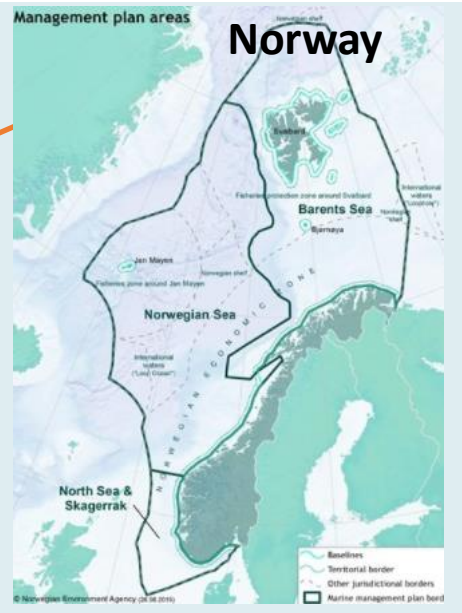 Management plan areas
Norway
Norwegian shelf
Svalbard
Fisheries protection zone around Svalbard
International
waters
("Loophole")
Barents Sea
Norwegian
shelf
Bjørnøya
Jan Mayen
Norwegian shelf
Fisheries zone around Jan Mayen
Norwegian Sea
International
waters
NORWEGIAN ECONOMIC ZONE
North Sea &
Skagerrak
Baselines
Territorial border
Other jurisdictional borders
Marine management plan bord
© Norwegian Environment Agency